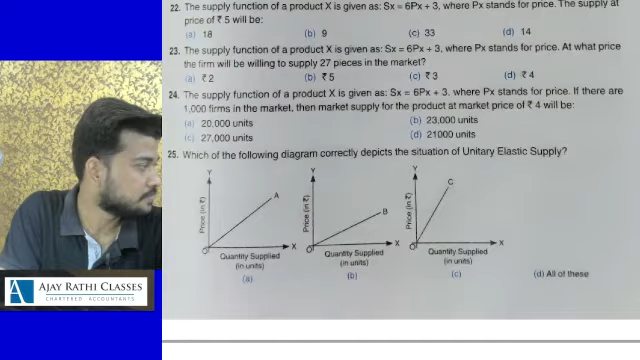 22. The supply function of a product X is given as: Sx = 6Px + 3, where Px stands for price. The supply at
price of ₹ 5 will be:
(a) 18 (b) 9 (c) 33 (d) 14
23. The supply function of a product X is given as: Sx = 6Px + 3, where Px stands for price. At what price
the firm will be willing to supply 27 pieces in the market?
(a) ₹ 2 (b) ₹ 5 (c) ₹ 3 (d) ₹ 4
24. The supply function of a product X is given as: Sx = 6Px + 3. where Px stands for price. If there are
1,000 firms in the market, then market supply for the product at market price of ₹ 4 will be:
(a) 20,000 units (b) 23,000 units
(c) 27,000 units (d) 21000 units
25. Which of the following diagram correctly depicts the situation of Unitary Elastic Supply?
Y Y Y
A B C
Price (in ₹) Price (in ₹) Price (in ₹)
O X O X O X
Quantity Supplied Quantity Supplied Quantity Supplied
(in units) (in units) (in units)
(a) (b) (c) (d) All of these
A AJAY RATHI CLASSES
CHARTERED ACCOUNTANTS